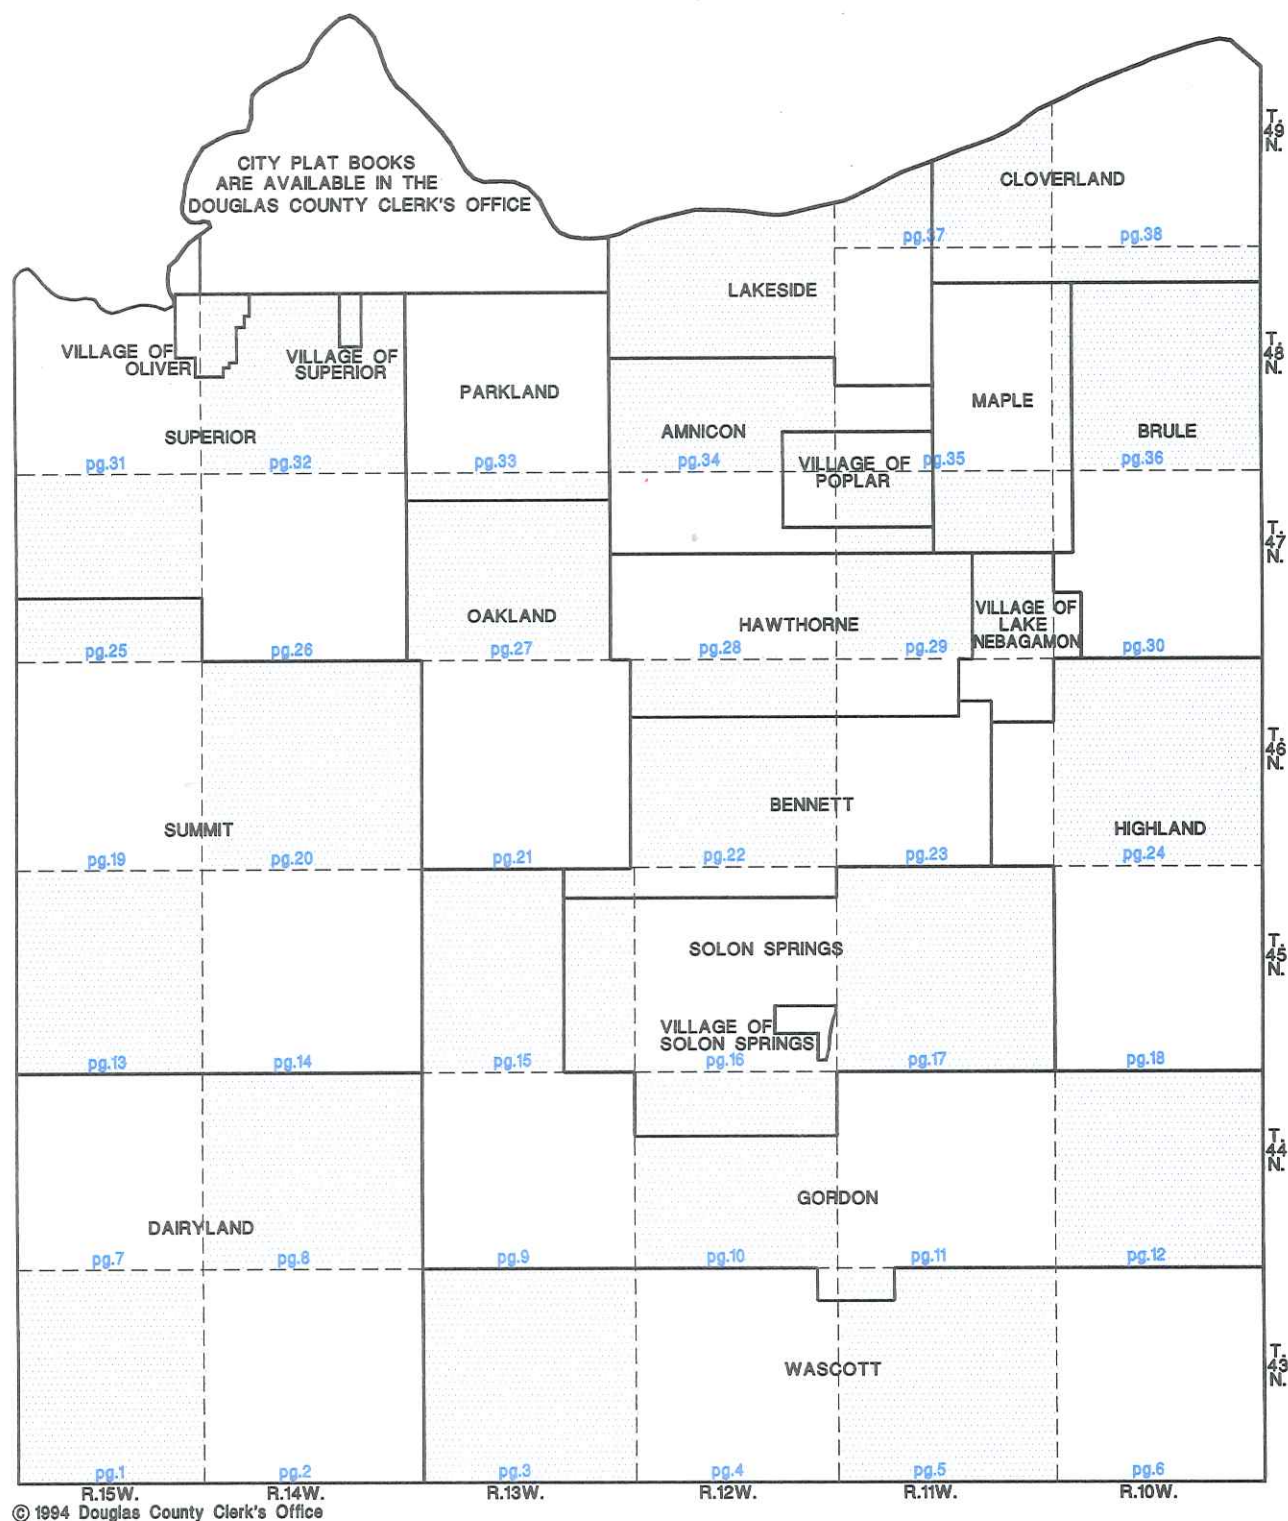 CITY PLAT BOOKS
ARE AVAILABLE IN THE
DOUGLAS COUNTY CLERK'S OFFICE
T.
49
N.
CLOVERLAND
pg.37
pg.38
LAKESIDE
VILLAGE OF
OLIVER
VILLAGE OF
SUPERIOR
T.
48
N.
PARKLAND
MAPLE
SUPERIOR
AMNICON
BRULE
pg.31
pg.32
pg.33
pg.34
VILLAGE OF
POPLAR
pg.35
pg.36
T.
47
N.
OAKLAND
HAWTHORNE
VILLAGE OF
LAKE
NEBAGAMON
pg.25
pg.26
pg.27
pg.28
pg.29
pg.30
T.
46
N.
SUMMIT
BENNETT
HIGHLAND
pg.19
pg.20
pg.21
pg.22
pg.23
pg.24
SOLON SPRINGS
T.
45
N.
VILLAGE OF
SOLON SPRINGS
pg.13
pg.14
pg.15
pg.16
pg.17
pg.18
T.
44
N.
GORDON
DAIRYLAND
pg.7
pg.8
pg.9
pg.10
pg.11
pg.12
WASCOTT
T.
43
N.
pg.1
pg.2
pg.3
pg.4
pg.5
pg.6
R.15W.
R.14W.
R.13W.
R.12W.
R.11W.
R.10W.
© 1994 Douglas County Clerk's Office